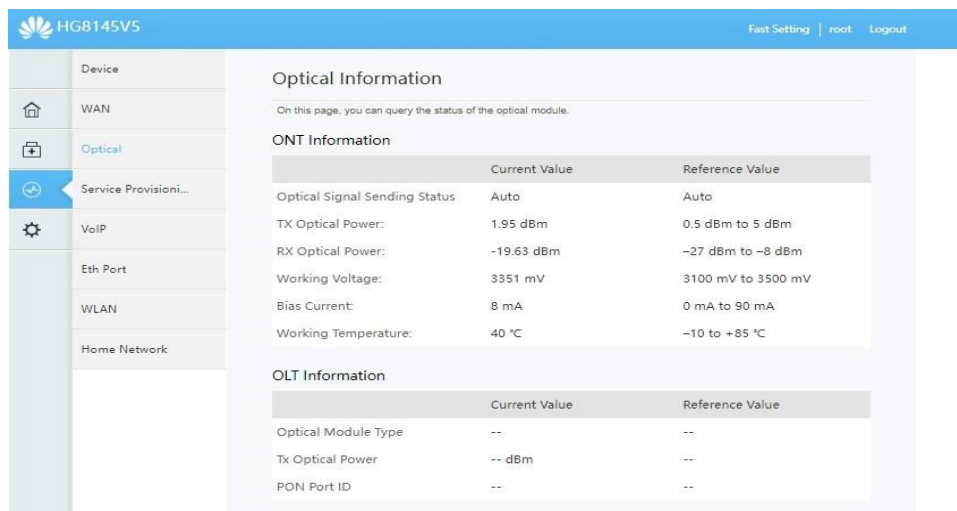 HG8145V5
Fast Setting | root Logout
Device
WAN
Optical
Service Provisioni...
VoIP
Eth Port
WLAN
Home Network
Optical Information
On this page, you can query the status of the optical module.
ONT Information
Current Value Reference Value
Optical Signal Sending Status Auto Auto
TX Optical Power: 1.95 dBm 0.5 dBm to 5 dBm
RX Optical Power: -19.63 dBm –27 dBm to –8 dBm
Working Voltage: 3351 mV 3100 mV to 3500 mV
Bias Current: 8 mA 0 mA to 90 mA
Working Temperature: 40 °C –10 to +85 °C
OLT Information
Current Value Reference Value
Optical Module Type -- --
Tx Optical Power -- dBm --
PON Port ID -- --